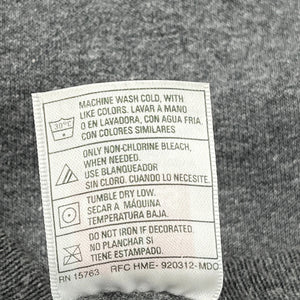 MACHINE WASH COLD, WITH
LIKE COLORS. LAVAR A MANO
30°C O EN LAVADORA, CON AGUA FRIA
CON COLORES SIMILARES
ONLY NON-CHLORINE BLEACH,
WHEN NEEDED.
USE BLANQUEADOR
SIN CLORO. CUANDO LO NECESITE
TUMBLE DRY LOW.
SECAR A MÁQUINA
TEMPERATURA BAJA.
DO NOT IRON IF DECORATED.
NO PLANCHAR SI
TIENE ESTAMPADO
RN 15763 RFC HME- 920312-MDO